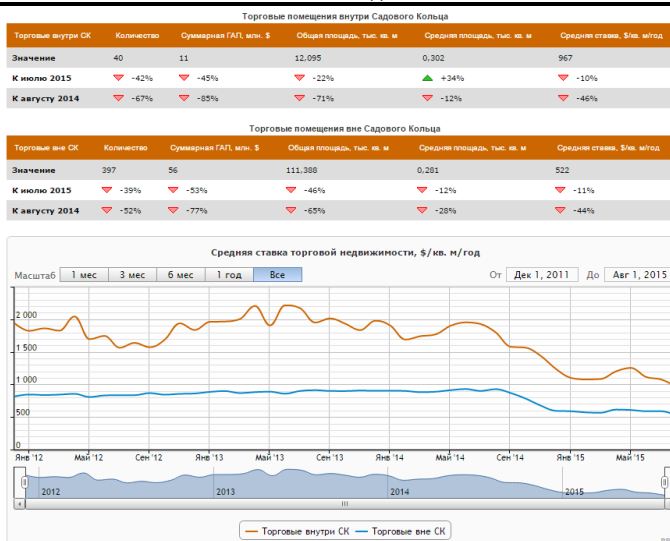 Торговые помещения внутри Садового Кольца
Торговые внутри СК Количество Суммарная ГАП, млн. $ Общая площадь, тыс. кв. м Средняя площадь, тыс. кв. м Средняя ставка, $/кв. м/год
Значение 40 11 12,095 0,302 967
К июлю 2015 -42% -45% -22% +34% -10%
К августу 2014 -67% -85% -71% -12% -46%
Торговые помещения вне Садового Кольца
Торговые вне СК Количество Суммарная ГАП, млн. $ Общая площадь, тыс. кв. м Средняя площадь, тыс. кв. м Средняя ставка, $/кв. м/год
Значение 397 56 111,388 0,281 522
К июлю 2015 -39% -53% -46% -12% -11%
К августу 2014 -52% -77% -65% -28% -44%
Средняя ставка торговой недвижимости, $/кв. м/год
Масштаб 1 мес 3 мес 6 мес 1 год Все От Дек 1, 2011 До Авг 1, 2015
2 000
1 500
1 000
500
0
Янв '12 Май '12 Сен '12 Янв '13 Май '13 Сен '13 Янв '14 Май '14 Сен '14 Янв '15 Май '15
2012 2013 2014 2015
Торговые внутри СК Торговые вне СК